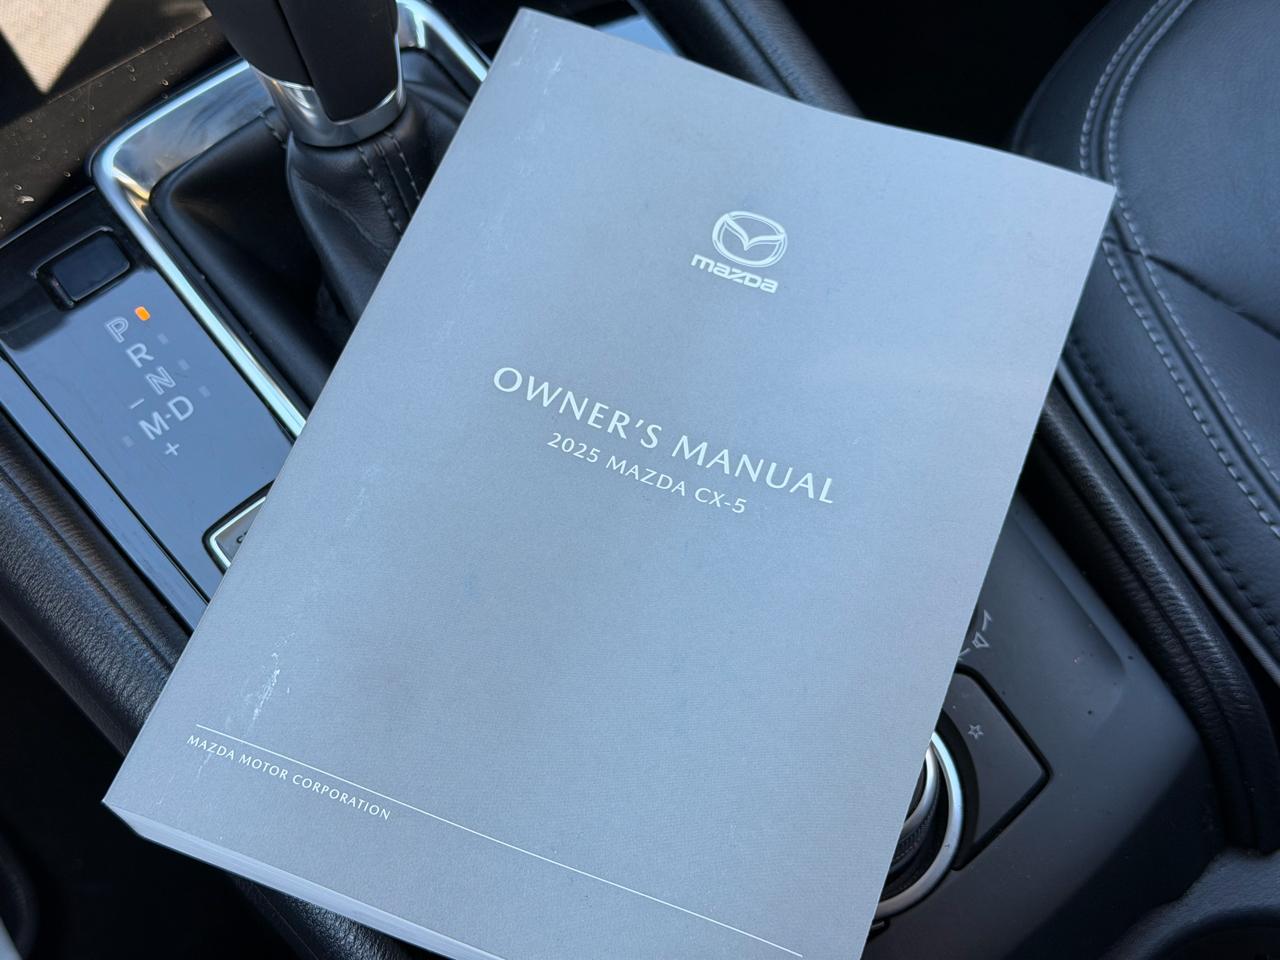 mazda
OWNER'S MANUAL
2025 MAZDA CX-5
MAZDA MOTOR CORPORATION
P
R
N
M-D
+